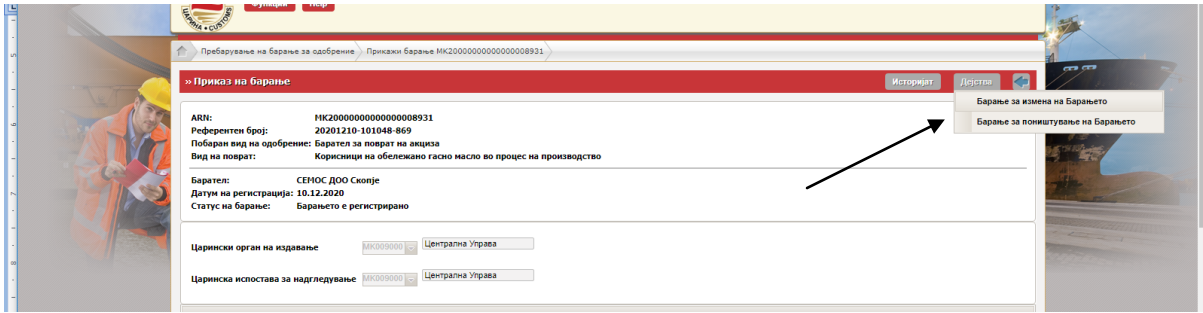 ЦАРИНА • CUSTOMS
Функции Help
Пребарување на барање за одобрение Прикажи барање MK20000000000000008931
» Приказ на барање Историјат Дејства
Барање за измена на Барањето
Барање за поништување на Барањето
ARN: MK20000000000000008931
Референтен број: 20201210-101048-869
Побаран вид на одобрение: Барател за поврат на акциза
Вид на поврат: Корисници на обележано гасно масло во процес на производство
Барател: СЕМОС ДОО Скопје
Датум на регистрација: 10.12.2020
Статус на барање: Барањето е регистрирано
Царински орган на издавање MK009000 Централна Управа
Царинска испостава за надгледување MK009000 Централна Управа